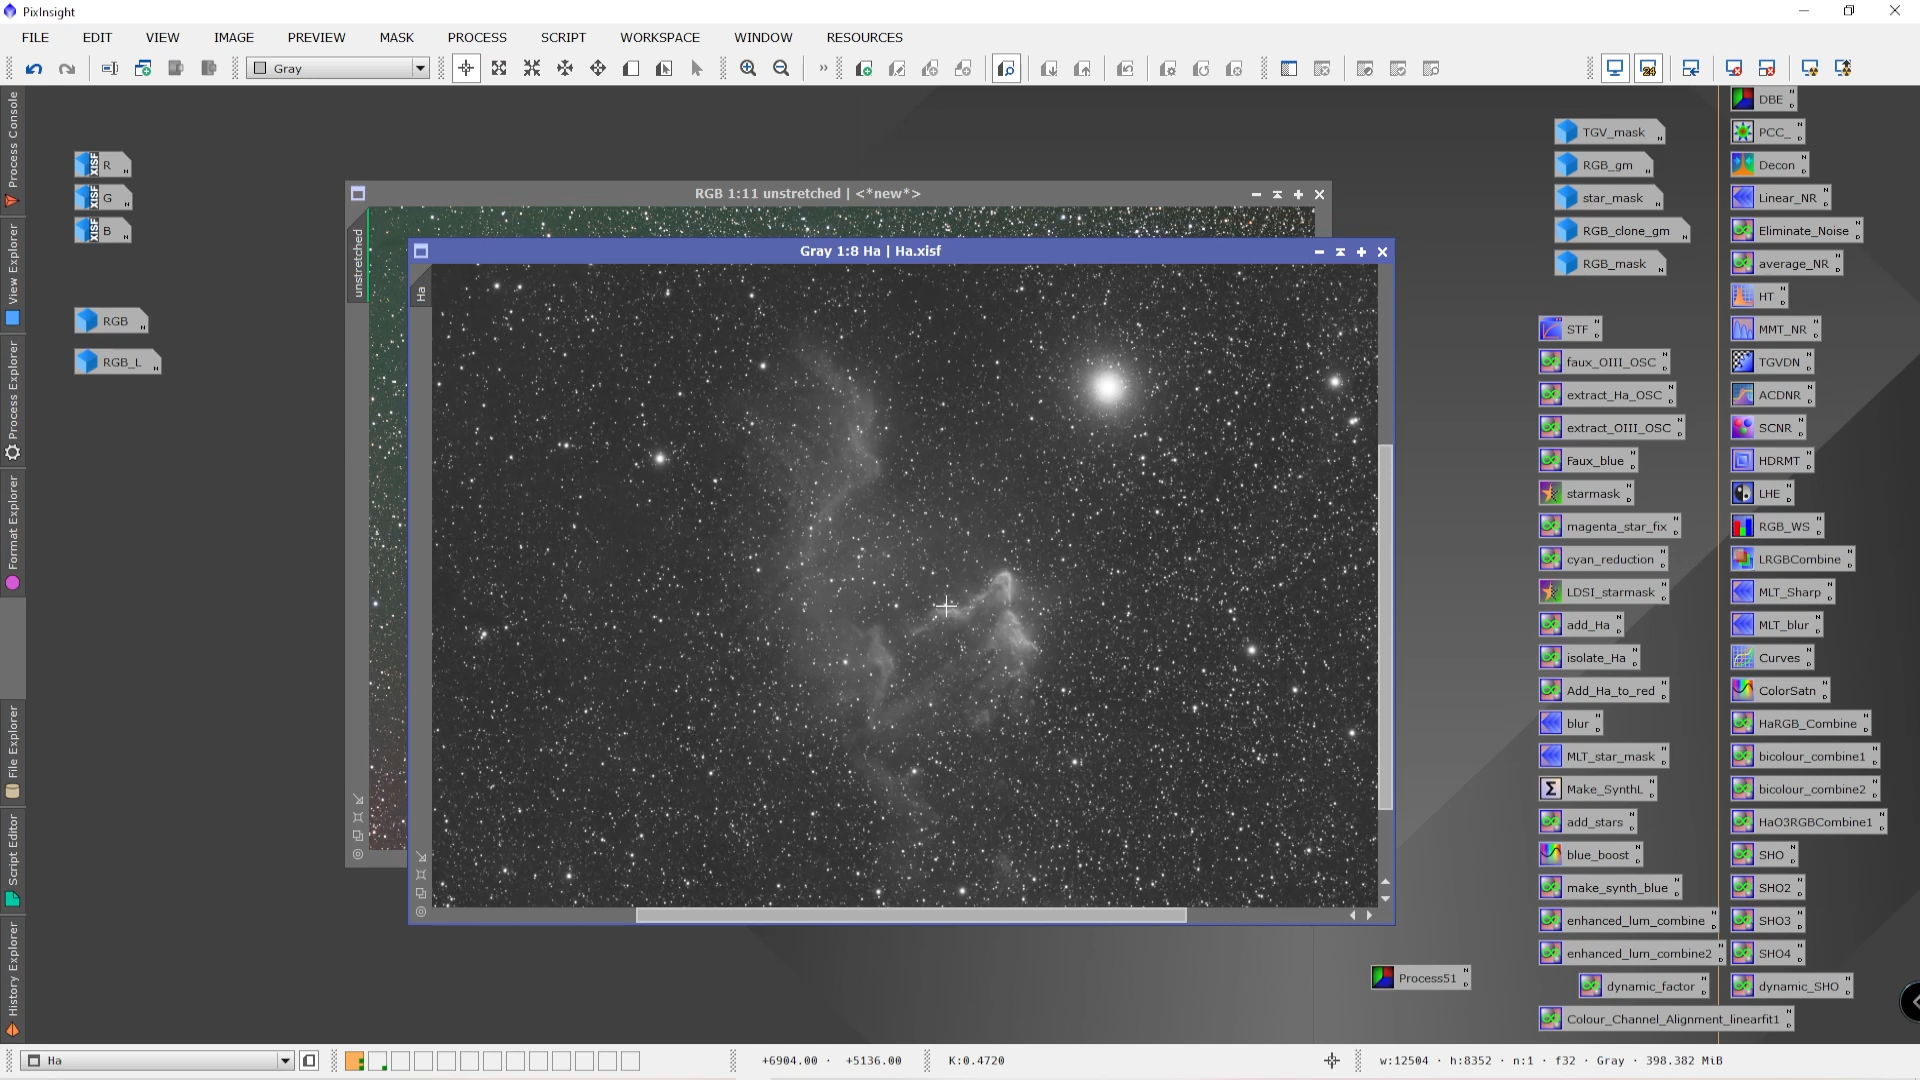 PixInsight
FILE EDIT VIEW IMAGE PREVIEW MASK PROCESS SCRIPT WORKSPACE WINDOW RESOURCES
Gray
24
Process Console
View Explorer
Process Explorer
Format Explorer
File Explorer
Script Editor
History Explorer
XISF R
XISF G
XISF B
RGB
RGB_L
RGB 1:11 unstretched | <*new*>
unstretched
Gray 1:8 Ha | Ha.xisf
Ha
TGV_mask
RGB_gm
star_mask
RGB_clone_gm
RGB_mask
STF
faux_OIII_OSC
extract_Ha_OSC
extract_OIII_OSC
Faux_blue
starmask
magenta_star_fix
cyan_reduction
LDSI_starmask
add_Ha
isolate_Ha
Add_Ha_to_red
blur
MLT_star_mask
Make_SynthL
add_stars
blue_boost
make_synth_blue
enhanced_lum_combine
enhanced_lum_combine2
dynamic_factor
Colour_Channel_Alignment_linearfit1
DBE
PCC_
Decon
Linear_NR
Eliminate_Noise
average_NR
HT
MMT_NR
TGVDN
ACDNR
SCNR
HDRMT
LHE
RGB_WS
LRGBCombine
MLT_Sharp
MLT_blur
Curves
ColorSatn
HaRGB_Combine
bicolour_combine1
bicolour_combine2
HaO3RGBCombine1
SHO
SHO2
SHO3
SHO4
dynamic_SHO
Process51
Ha
+6904.00 · +5136.00
K:0.4720
w:12504 · h:8352 · n:1 · f32 · Gray · 398.382 MiB